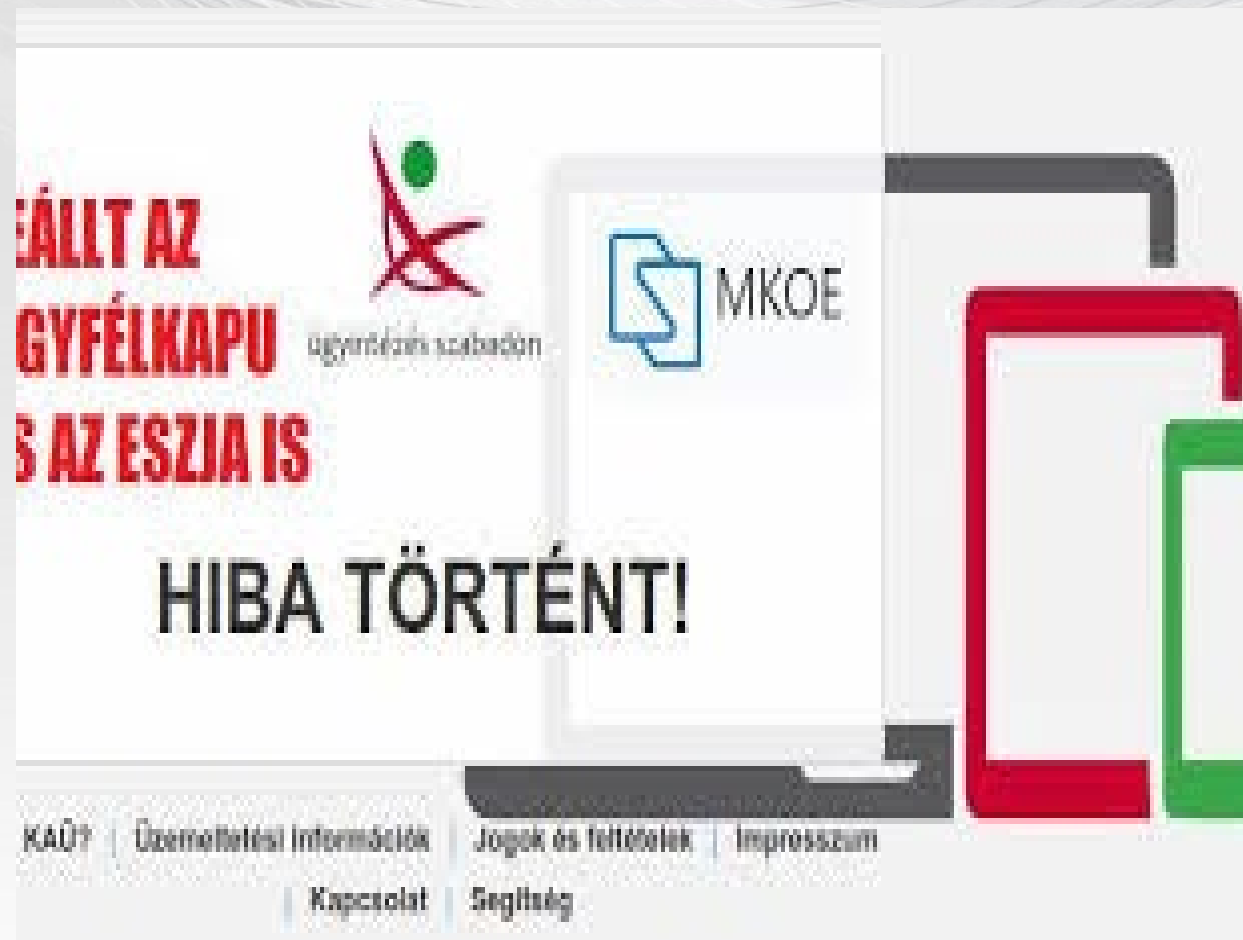 EÁLLT AZ
GYFÉLKAPU
S AZ ESZJA IS
ügyintézés szabadon
MKOE
HIBA TÖRTÉNT!
KAÜ? | Üzemeltetési információk | Jogok és feltételek | Impresszum
| Kapcsolat | Segítség